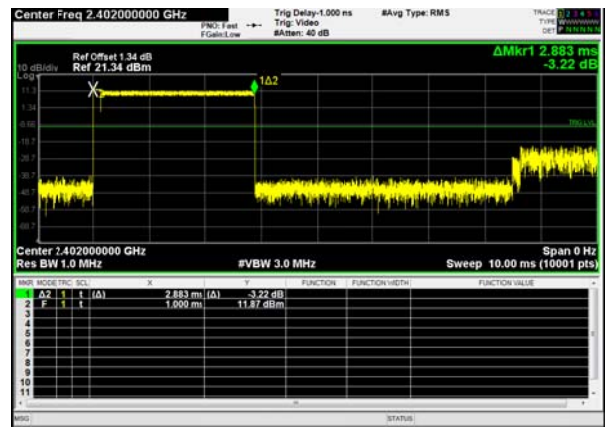 Center Freq 2.402000000 GHz
PNO: Fast
IFGain:Low
Trig Delay-1.000 ms
Trig: Video
#Atten: 40 dB
#Avg Type: RMS
TRACE 1 2 3 4 5 6
TYPE
DET P N N N N N
ΔMkr1 2.883 ms
-3.22 dB
Ref Offset 1.34 dB
10 dB/div Ref 21.34 dBm
Log
1Δ2
X
11.3
1.34
-8.66
TRIG LVL
-18.7
-28.7
-38.7
-48.7
-58.7
-68.7
Center 2.402000000 GHz
Span 0 Hz
Res BW 1.0 MHz
#VBW 3.0 MHz
Sweep 10.00 ms (10001 pts)
MKR MODE TRC SCL X Y FUNCTION FUNCTION WIDTH FUNCTION VALUE
1 Δ2 1 t (Δ) 2.883 ms (Δ) -3.22 dB
2 F 1 t 1.000 ms 11.87 dBm
3
4
5
6
7
8
9
10
11
MSG
STATUS